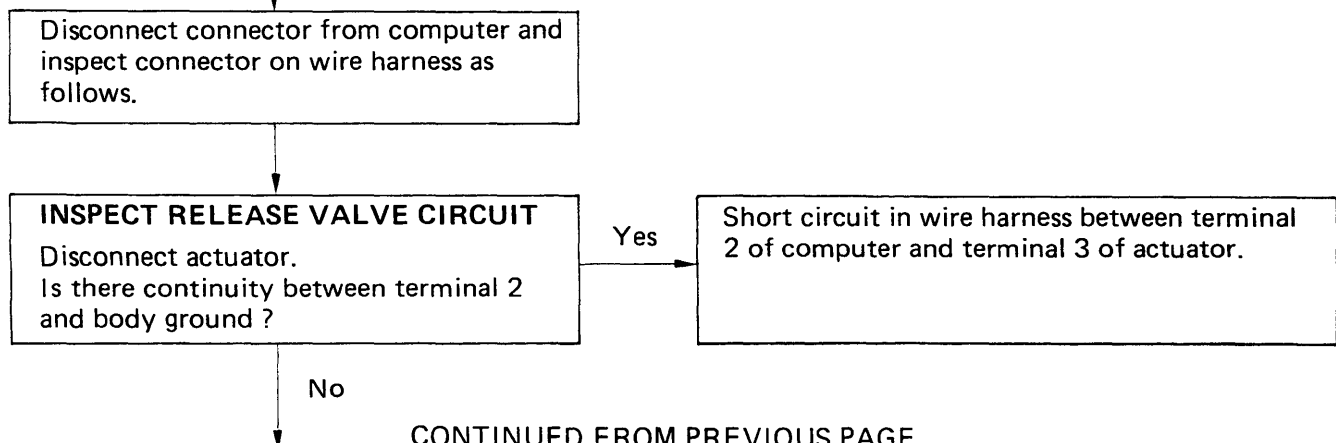 Disconnect connector from computer and
inspect connector on wire harness as
follows.
INSPECT RELEASE VALVE CIRCUIT
Disconnect actuator.
Is there continuity between terminal 2
and body ground ?
Yes
Short circuit in wire harness between terminal
2 of computer and terminal 3 of actuator.
No
CONTINUED FROM PREVIOUS PAGE